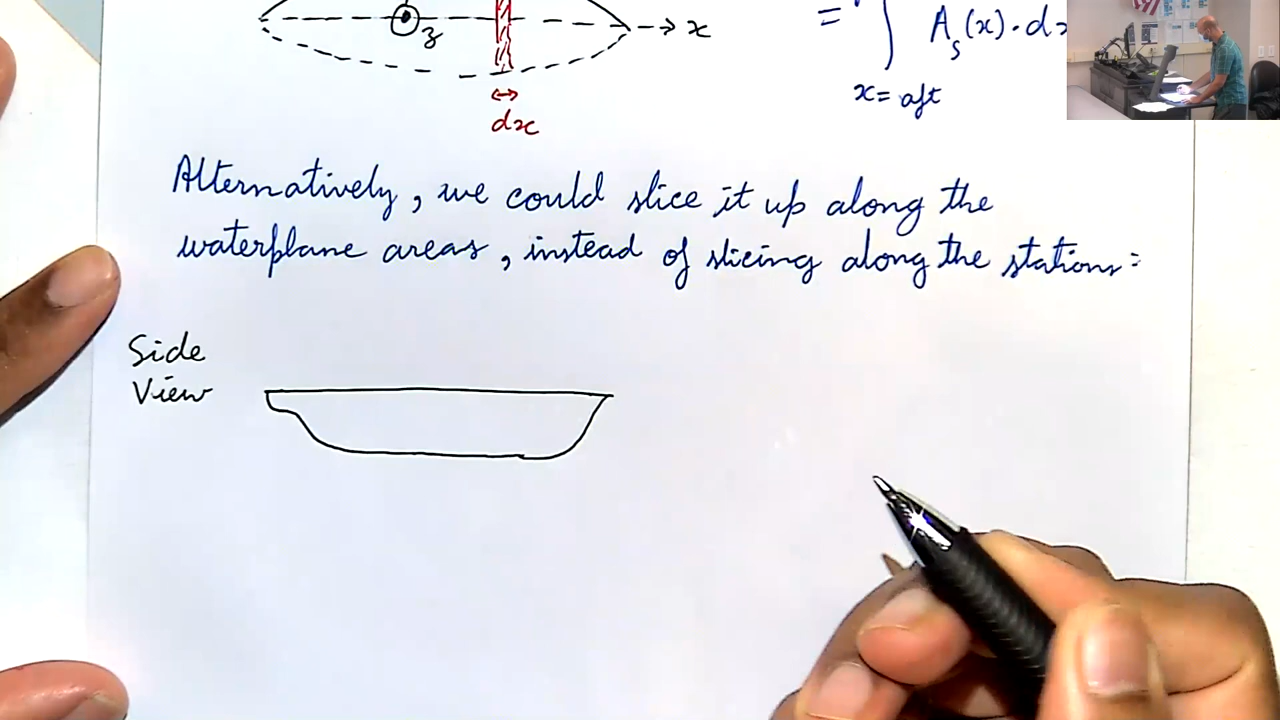 z
x
dx
= ∫ A_s(x)·dx
x= aft
Alternatively, we could slice it up along the
waterplane areas, instead of slicing along the stations:
Side
View